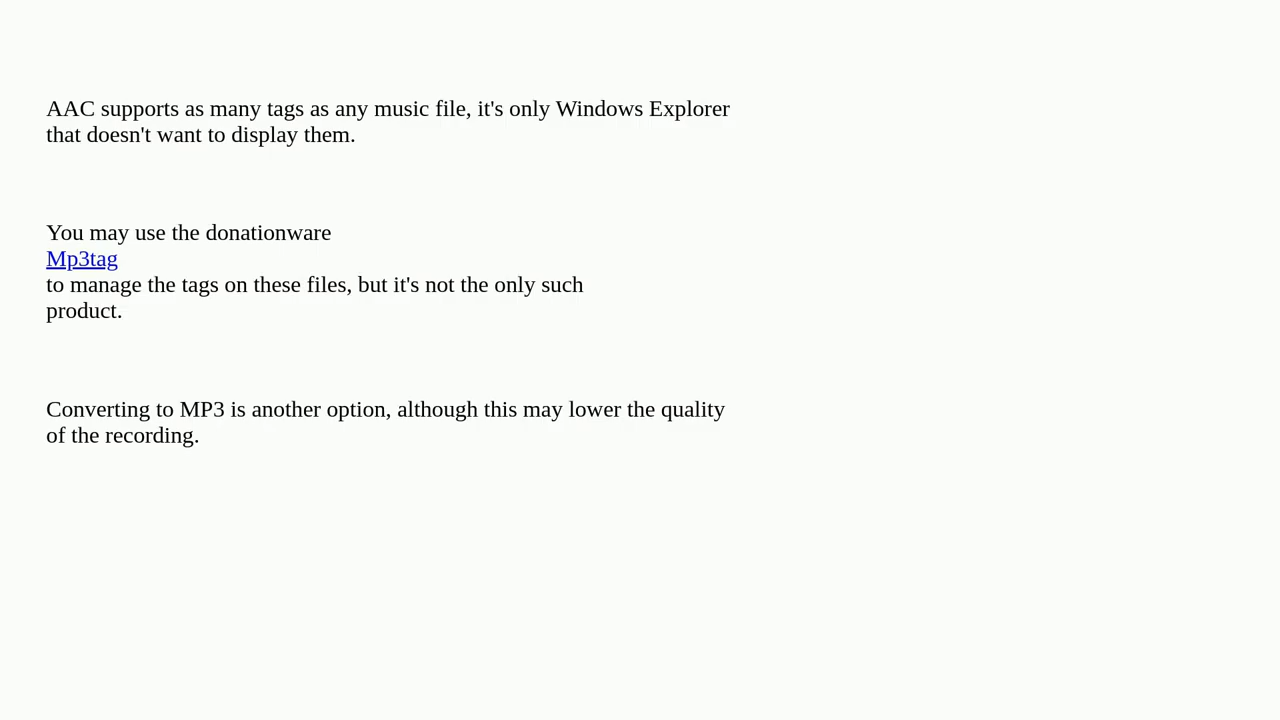 AAC supports as many tags as any music file, it's only Windows Explorer
that doesn't want to display them.
You may use the donationware
Mp3tag
to manage the tags on these files, but it's not the only such
product.
Converting to MP3 is another option, although this may lower the quality
of the recording.